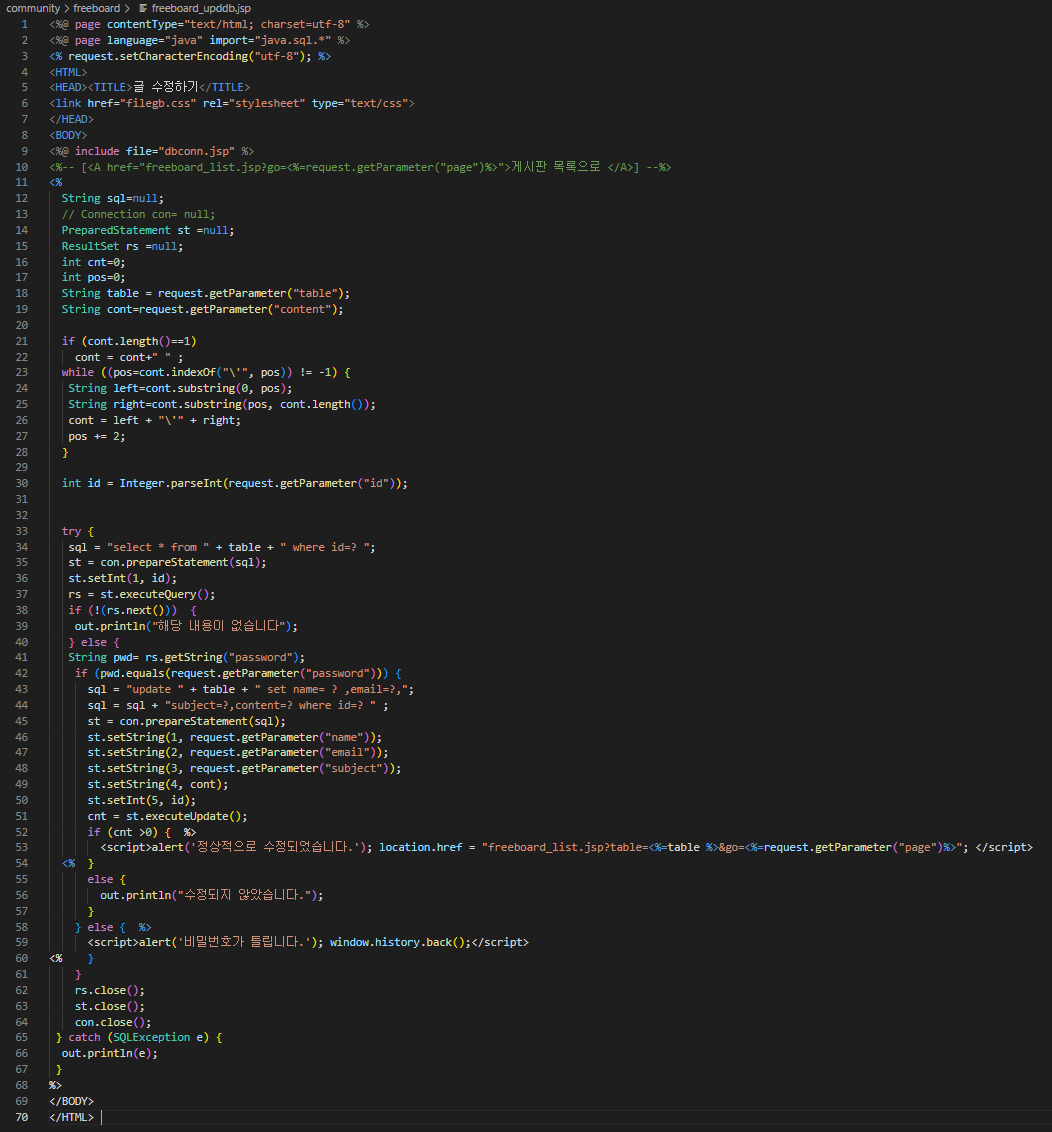 community > freeboard > freeboard_upddb.jsp
1 <%@ page contentType="text/html; charset=utf-8" %>
2 <%@ page language="java" import="java.sql.*" %>
3 <% request.setCharacterEncoding("utf-8"); %>
4 <HTML>
5 <HEAD><TITLE>글 수정하기</TITLE>
6 <link href="filegb.css" rel="stylesheet" type="text/css">
7 </HEAD>
8 <BODY>
9 <%@ include file="dbconn.jsp" %>
10 <%-- [<A href="freeboard_list.jsp?go=<%=request.getParameter("page")%>">게시판 목록으로 </A>] --%>
11 <%
12 String sql=null;
13 // Connection con= null;
14 PreparedStatement st =null;
15 ResultSet rs =null;
16 int cnt=0;
17 int pos=0;
18 String table = request.getParameter("table");
19 String cont=request.getParameter("content");
20
21 if (cont.length()==1)
22 cont = cont+" " ;
23 while ((pos=cont.indexOf("\'", pos)) != -1) {
24 String left=cont.substring(0, pos);
25 String right=cont.substring(pos, cont.length());
26 cont = left + "\'" + right;
27 pos += 2;
28 }
29
30 int id = Integer.parseInt(request.getParameter("id"));
31
32
33 try {
34 sql = "select * from " + table + " where id=? ";
35 st = con.prepareStatement(sql);
36 st.setInt(1, id);
37 rs = st.executeQuery();
38 if (!(rs.next())) {
39 out.println("해당 내용이 없습니다");
40 } else {
41 String pwd= rs.getString("password");
42 if (pwd.equals(request.getParameter("password"))) {
43 sql = "update " + table + " set name= ? ,email=?,";
44 sql = sql + "subject=?,content=? where id=? " ;
45 st = con.prepareStatement(sql);
46 st.setString(1, request.getParameter("name"));
47 st.setString(2, request.getParameter("email"));
48 st.setString(3, request.getParameter("subject"));
49 st.setString(4, cont);
50 st.setInt(5, id);
51 cnt = st.executeUpdate();
52 if (cnt >0) { %>
53 <script>alert('정상적으로 수정되었습니다.'); location.href = "freeboard_list.jsp?table=<%=table %>&go=<%=request.getParameter("page")%>"; </script>
54 <% }
55 else {
56 out.println("수정되지 않았습니다.");
57 }
58 } else { %>
59 <script>alert('비밀번호가 틀립니다.'); window.history.back();</script>
60 <% }
61 }
62 rs.close();
63 st.close();
64 con.close();
65 } catch (SQLException e) {
66 out.println(e);
67 }
68 %>
69 </BODY>
70 </HTML>